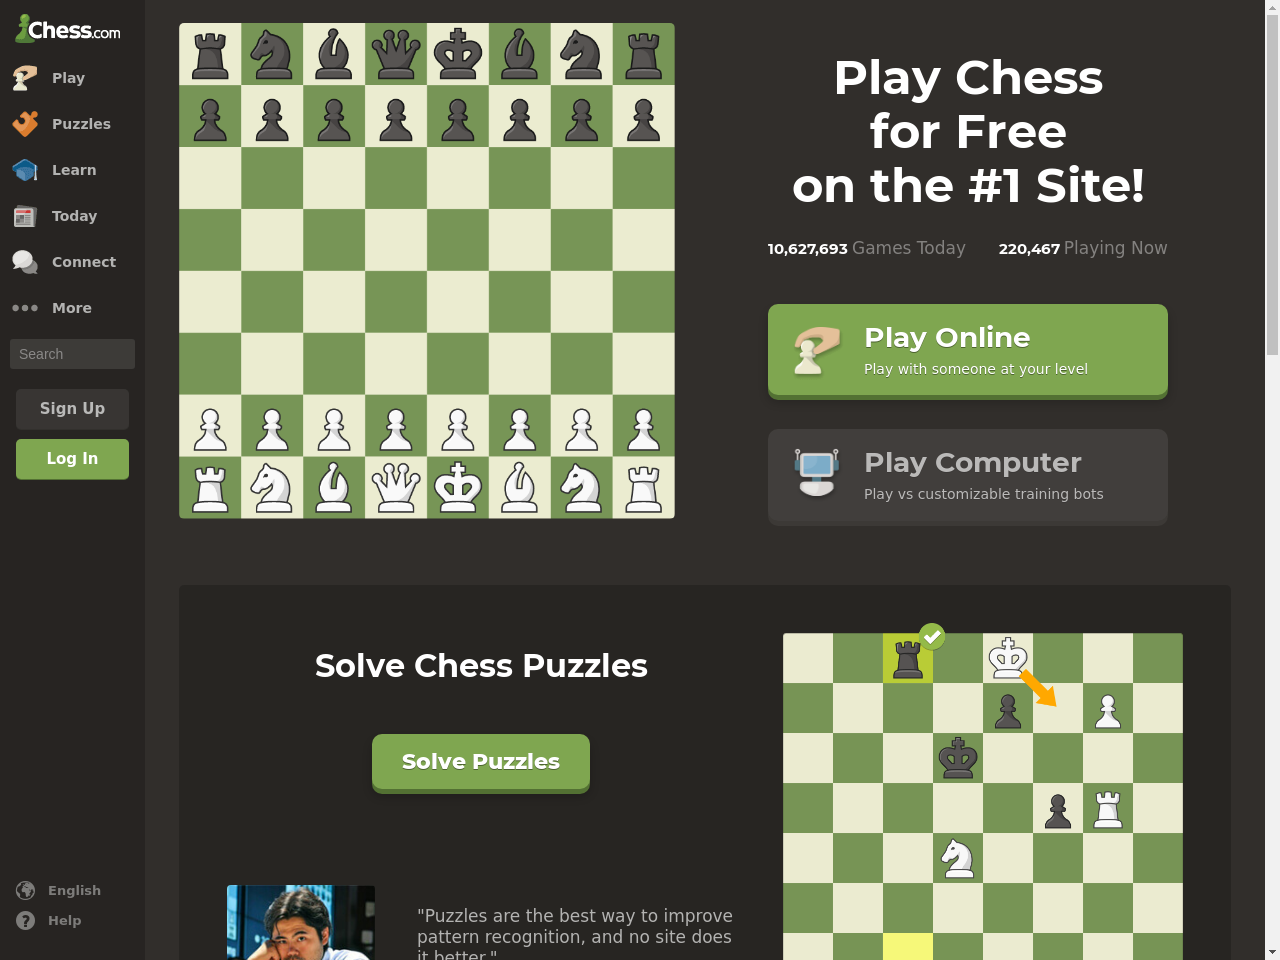 Chess.com
Play
Puzzles
Learn
Today
Connect
More
Search
Sign Up
Log In
English
Help
Play Chess
for Free
on the #1 Site!
10,627,693 Games Today
220,467 Playing Now
Play Online
Play with someone at your level
Play Computer
Play vs customizable training bots
Solve Chess Puzzles
Solve Puzzles
"Puzzles are the best way to improve
pattern recognition, and no site does
it better."